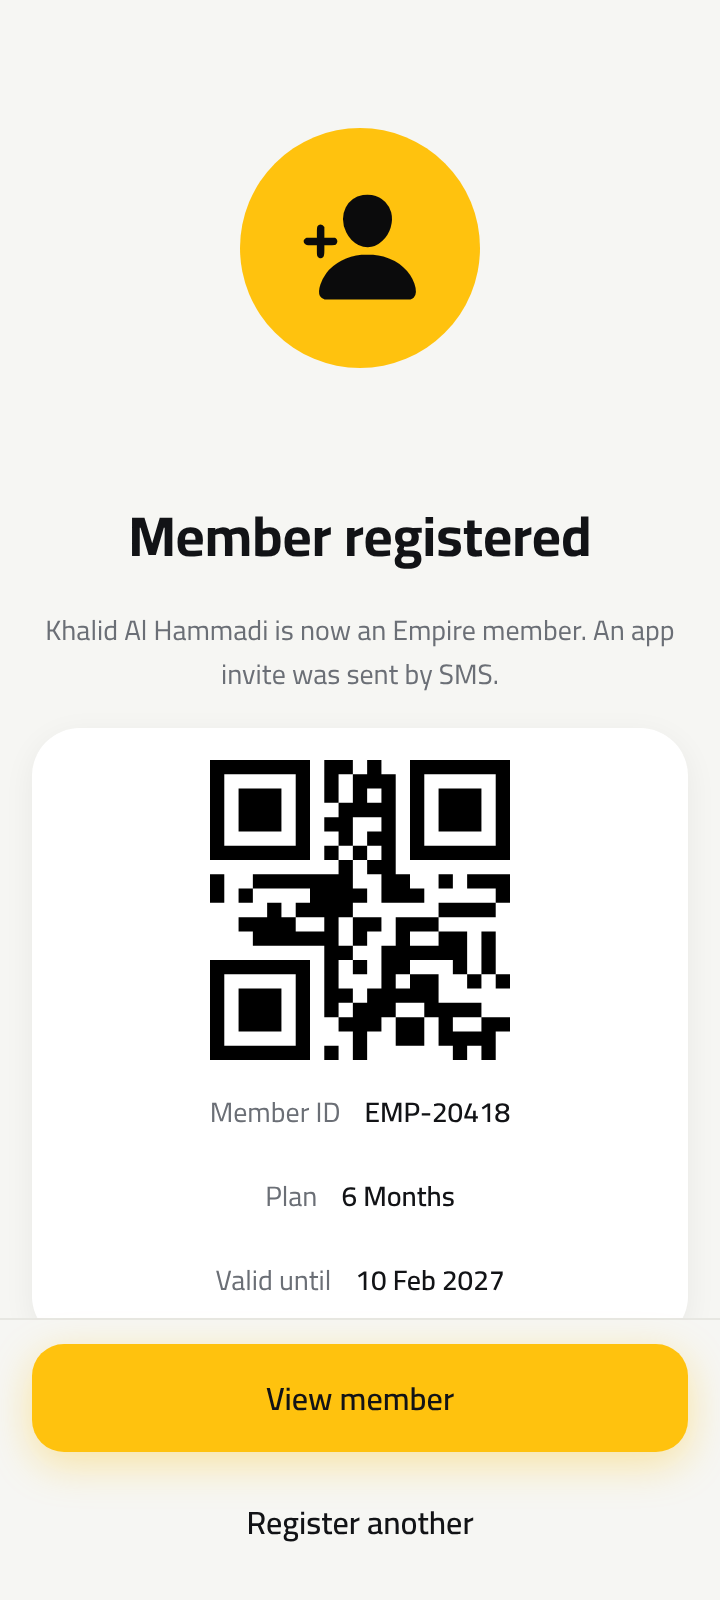 Member registered
Khalid Al Hammadi is now an Empire member. An app
invite was sent by SMS.
Member ID EMP-20418
Plan 6 Months
Valid until 10 Feb 2027
View member
Register another